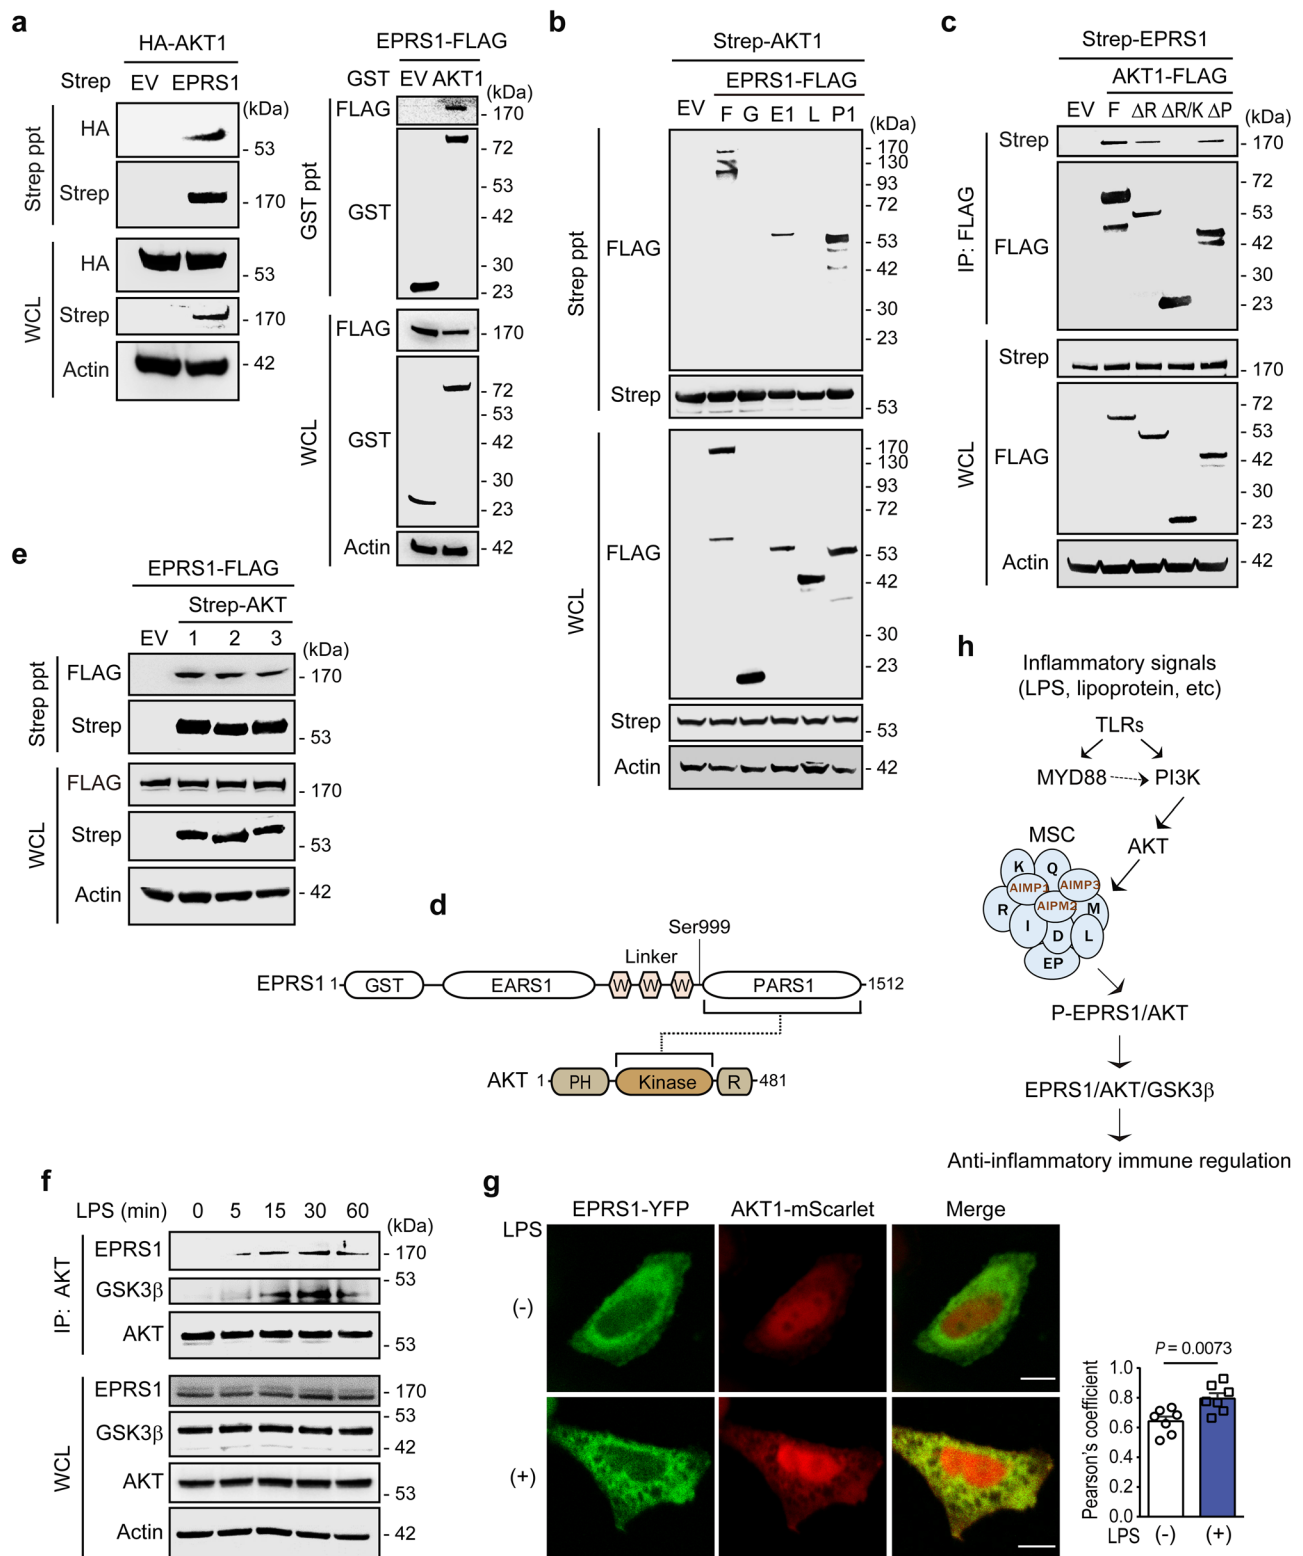 a
HA-AKT1
Strep EV EPRS1
(kDa)
Strep ppt
HA
- 53
Strep
- 170
WCL
HA
- 53
Strep
- 170
Actin
- 42
EPRS1-FLAG
GST EV AKT1
(kDa)
GST ppt
FLAG
- 170
GST
- 72
- 53
- 42
- 30
- 23
WCL
FLAG
- 170
GST
- 72
- 53
- 42
- 30
- 23
Actin
- 42
b
Strep-AKT1
EPRS1-FLAG
EV F G E1 L P1
(kDa)
Strep ppt
FLAG
- 170
- 130
- 93
- 72
- 53
- 42
- 30
- 23
Strep
- 53
WCL
FLAG
- 170
- 130
- 93
- 72
- 53
- 42
- 30
- 23
Strep
- 53
Actin
- 42
c
Strep-EPRS1
AKT1-FLAG
EV F ΔR ΔR/K ΔP
(kDa)
IP: FLAG
Strep
- 170
FLAG
- 72
- 53
- 42
- 30
- 23
WCL
Strep
- 170
FLAG
- 72
- 53
- 42
- 30
- 23
Actin
- 42
e
EPRS1-FLAG
Strep-AKT
EV 1 2 3
(kDa)
Strep ppt
FLAG
- 170
Strep
- 53
WCL
FLAG
- 170
Strep
- 53
Actin
- 42
d
Ser999
Linker
EPRS1 1 GST EARS1 W W W PARS1 1512
AKT 1 PH Kinase R 481
h
Inflammatory signals
(LPS, lipoprotein, etc)
TLRs
MYD88 PI3K
AKT
MSC
K Q
AIMP1 AIMP3
R AIPM2 M
I D L
EP
P-EPRS1/AKT
EPRS1/AKT/GSK3β
Anti-inflammatory immune regulation
f
LPS (min) 0 5 15 30 60
(kDa)
IP: AKT
EPRS1
- 170
GSK3β
- 53
AKT
- 53
WCL
EPRS1
- 170
GSK3β
- 53
- 42
AKT
- 53
Actin
- 42
g
EPRS1-YFP AKT1-mScarlet Merge
LPS
(-)
(+)
P = 0.0073
Pearson's coefficient
1.0
0.8
0.6
0.4
0.2
0.0
LPS (-) (+)